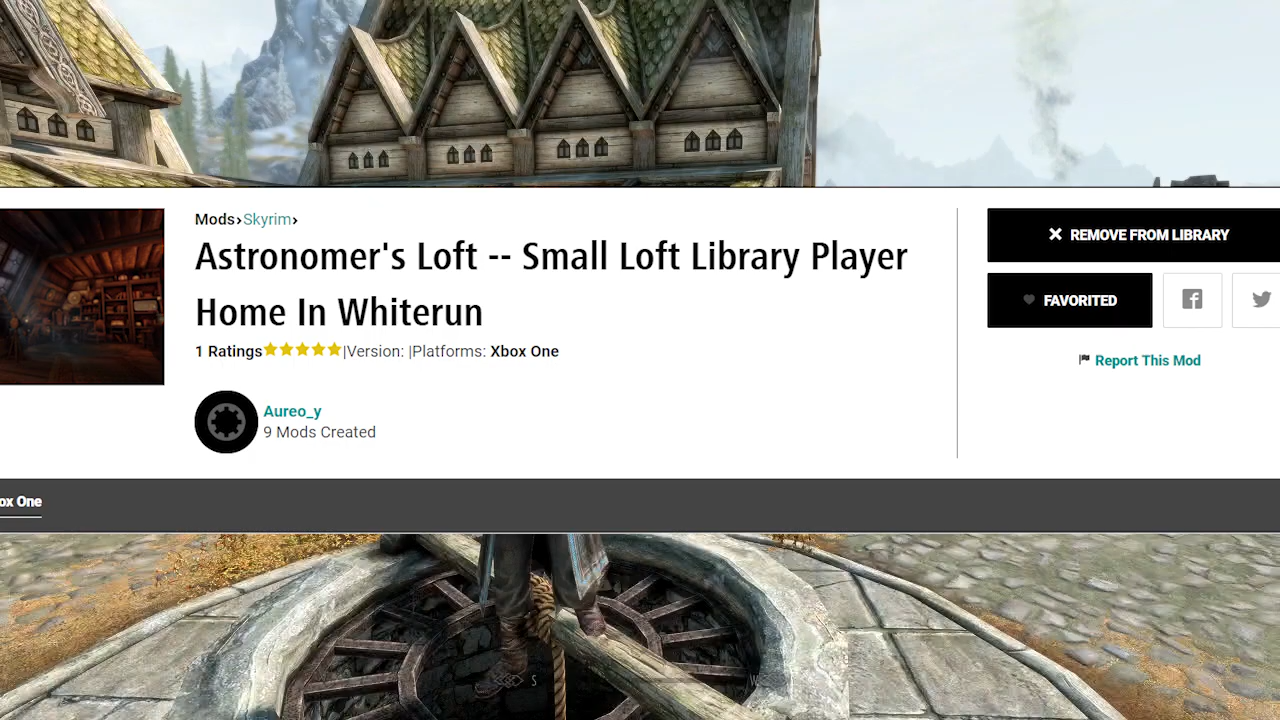 Mods›Skyrim›
Astronomer's Loft -- Small Loft Library Player
Home In Whiterun
1 Ratings★★★★★|Version: |Platforms: Xbox One
Aureo_y
9 Mods Created
✕ REMOVE FROM LIBRARY
FAVORITED
Report This Mod
ox One
S
W